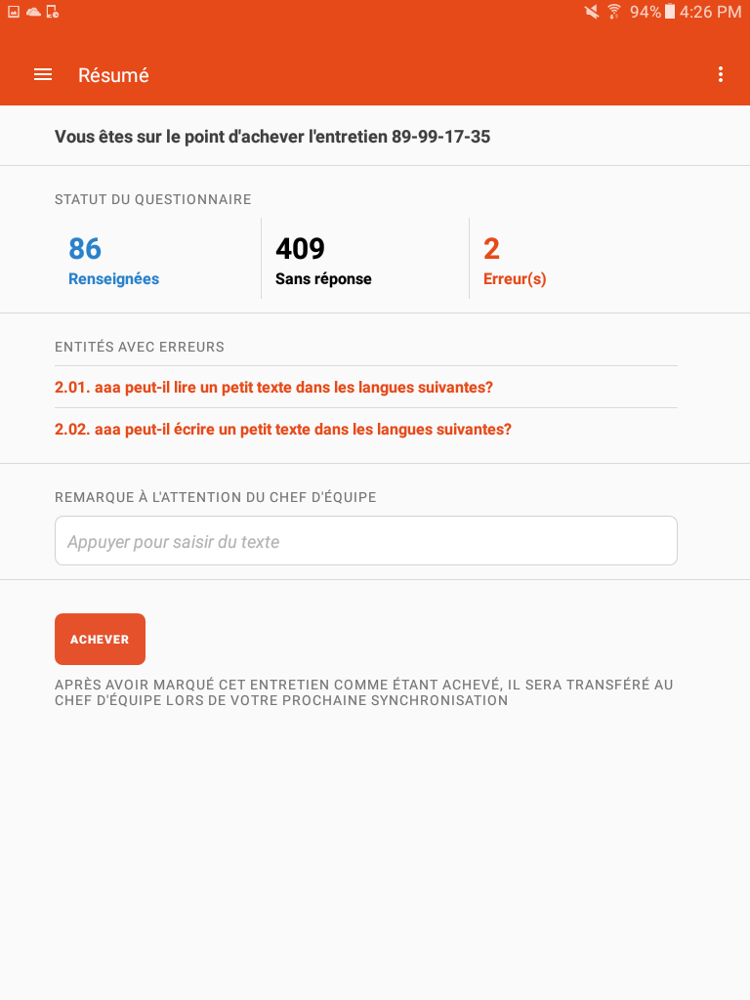 94% 4:26 PM
Résumé
Vous êtes sur le point d'achever l'entretien 89-99-17-35
STATUT DU QUESTIONNAIRE
86 409 2
Renseignées Sans réponse Erreur(s)
ENTITÉS AVEC ERREURS
2.01. aaa peut-il lire un petit texte dans les langues suivantes?
2.02. aaa peut-il écrire un petit texte dans les langues suivantes?
REMARQUE À L'ATTENTION DU CHEF D'ÉQUIPE
Appuyer pour saisir du texte
ACHEVER
APRÈS AVOIR MARQUÉ CET ENTRETIEN COMME ÉTANT ACHEVÉ, IL SERA TRANSFÉRÉ AU
CHEF D'ÉQUIPE LORS DE VOTRE PROCHAINE SYNCHRONISATION